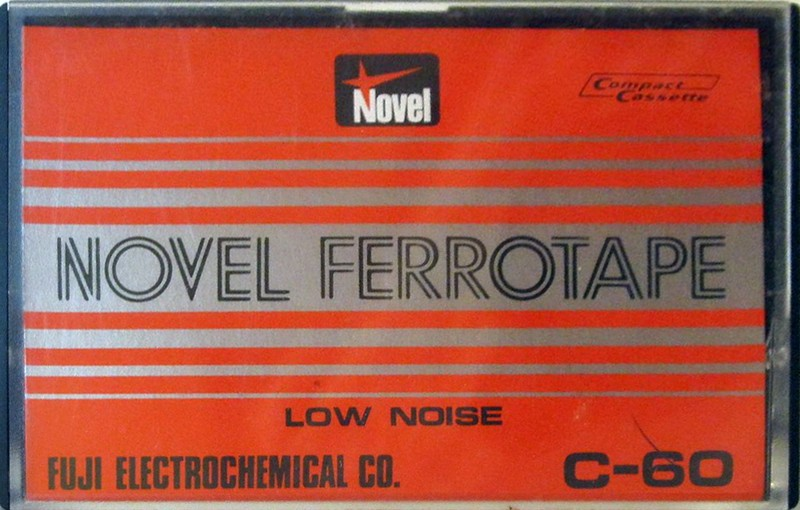 Novel
Compact
Cassette
NOVEL FERROTAPE
LOW NOISE
FUJI ELECTROCHEMICAL CO.
C-60